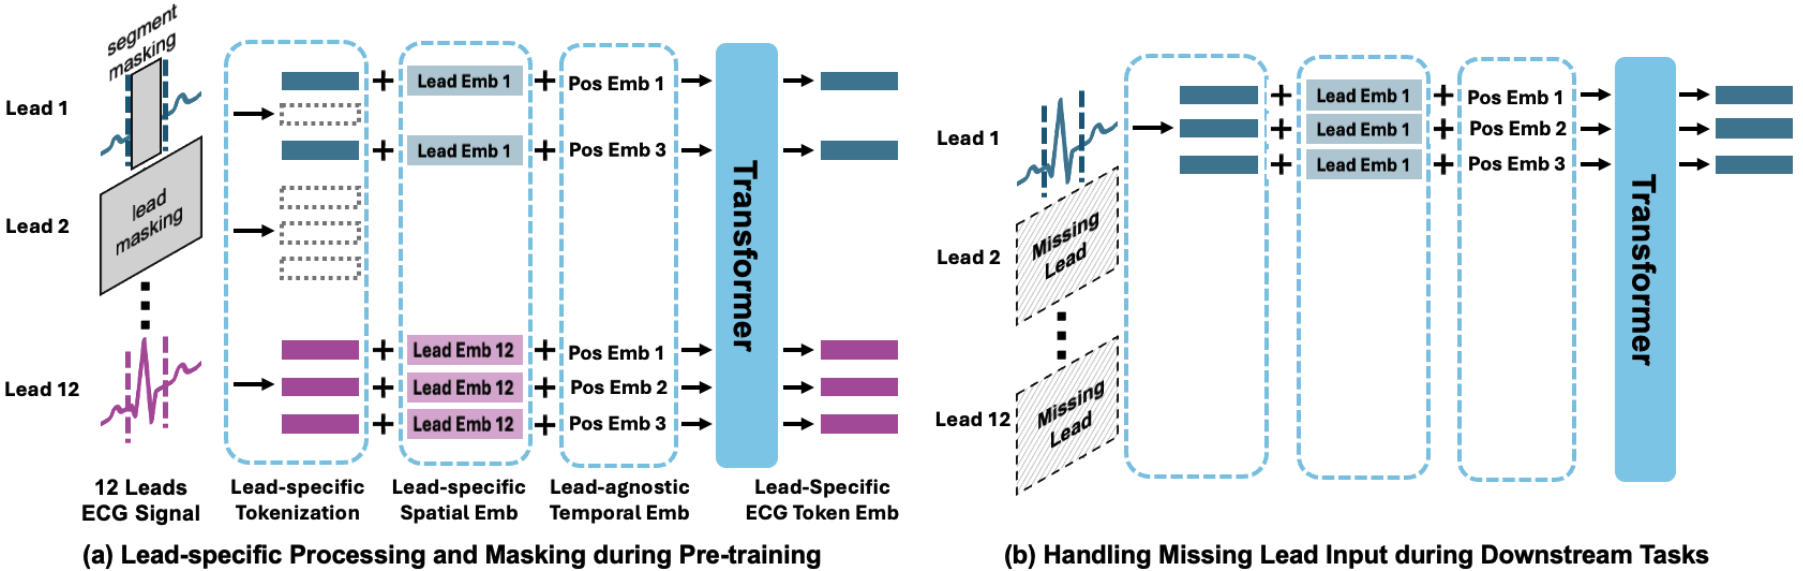 segment
masking
Lead 1
Lead Emb 1
Pos Emb 1
Lead Emb 1
Pos Emb 3
lead
masking
Lead 2
Transformer
Lead 12
Lead Emb 12
Pos Emb 1
Lead Emb 12
Pos Emb 2
Lead Emb 12
Pos Emb 3
12 Leads
ECG Signal
Lead-specific
Tokenization
Lead-specific
Spatial Emb
Lead-agnostic
Temporal Emb
Lead-Specific
ECG Token Emb
(a) Lead-specific Processing and Masking during Pre-training
Lead 1
Lead Emb 1
Pos Emb 1
Lead Emb 1
Pos Emb 2
Lead Emb 1
Pos Emb 3
Lead 2
Missing
Lead
Transformer
Lead 12
Missing
Lead
(b) Handling Missing Lead Input during Downstream Tasks